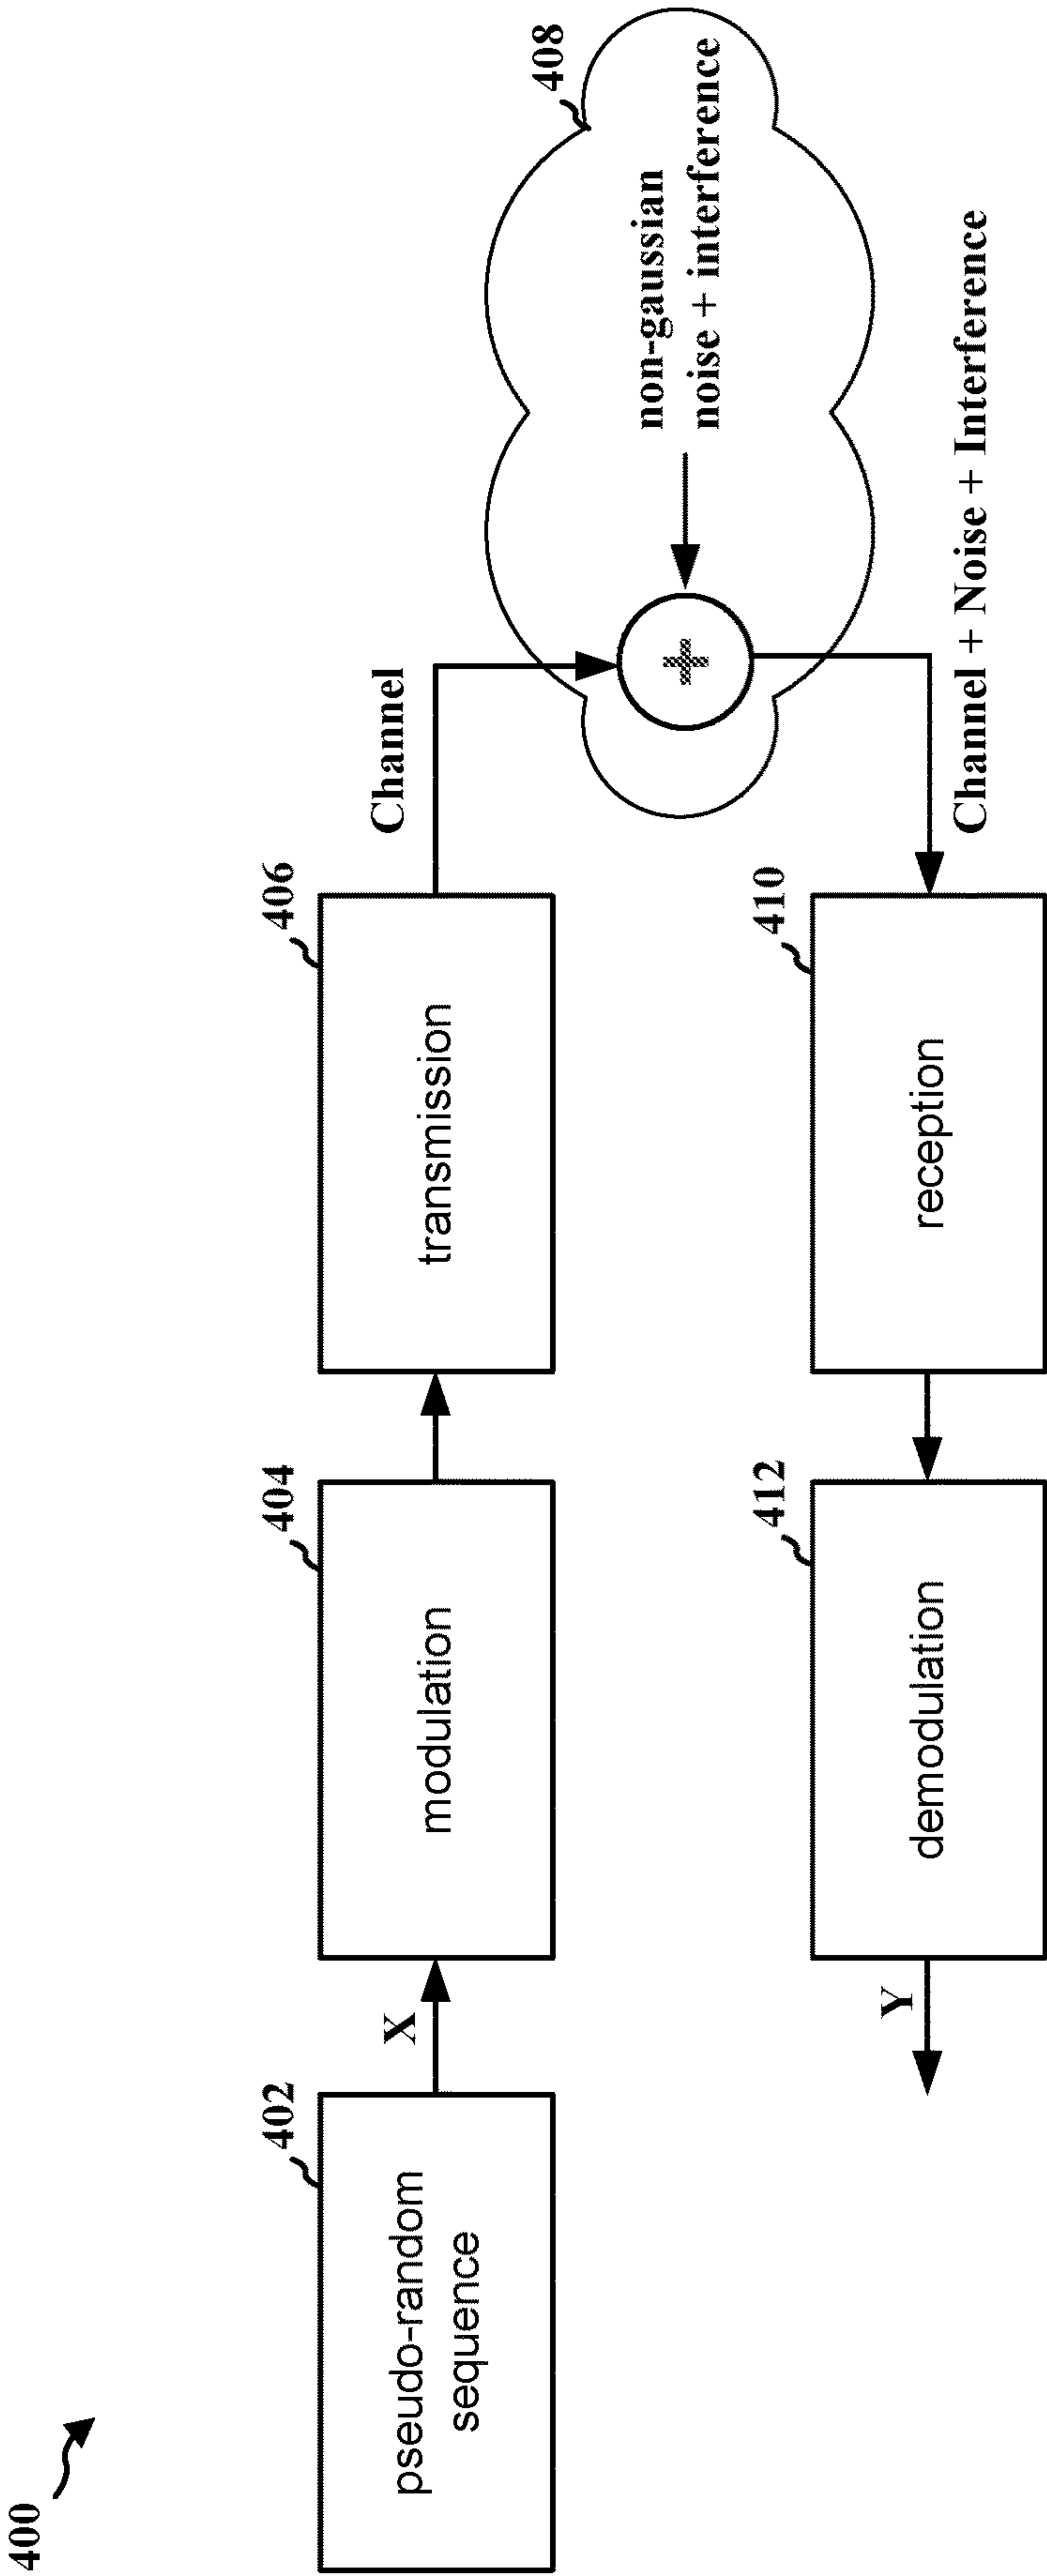 400
402
pseudo-random
sequence
X
404
modulation
406
transmission
Channel
408
non-gaussian
noise + interference
+
Channel + Noise + Interference
410
reception
412
demodulation
Y